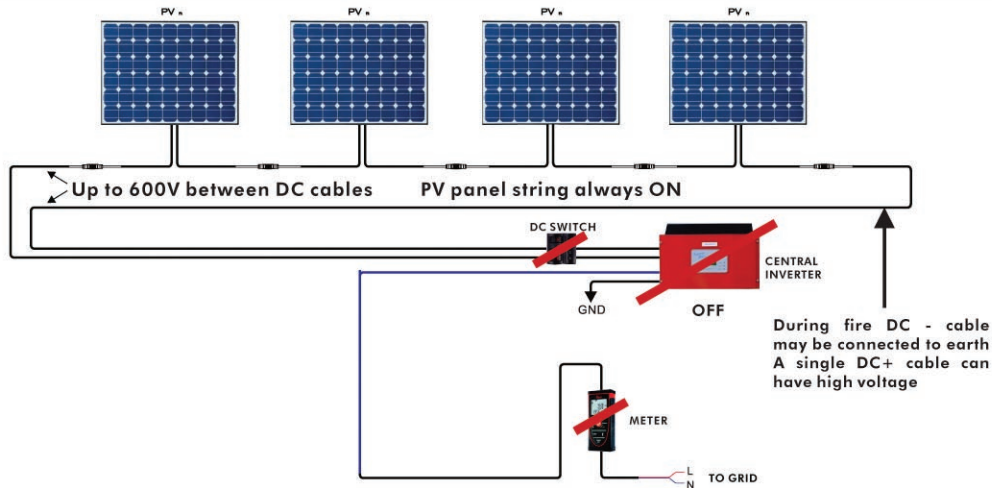 PV n
PV n
PV n
PV n
Up to 600V between DC cables
PV panel string always ON
DC SWITCH
CENTRAL
INVERTER
GND
OFF
During fire DC - cable
may be connected to earth
A single DC+ cable can
have high voltage
METER
L
N
TO GRID